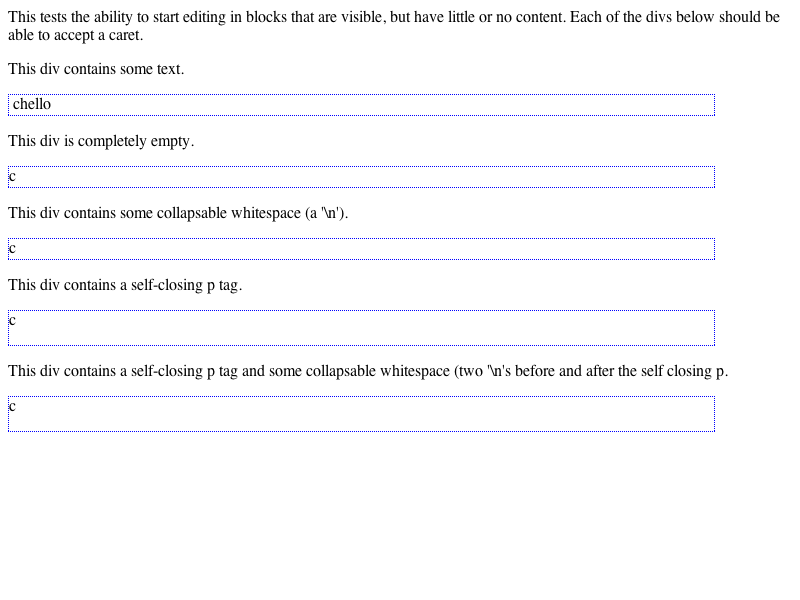 This tests the ability to start editing in blocks that are visible, but have little or no content. Each of the divs below should be
able to accept a caret.
This div contains some text.
chello
This div is completely empty.
c
This div contains some collapsable whitespace (a '\n').
c
This div contains a self-closing p tag.
c
This div contains a self-closing p tag and some collapsable whitespace (two '\n's before and after the self closing p.
c